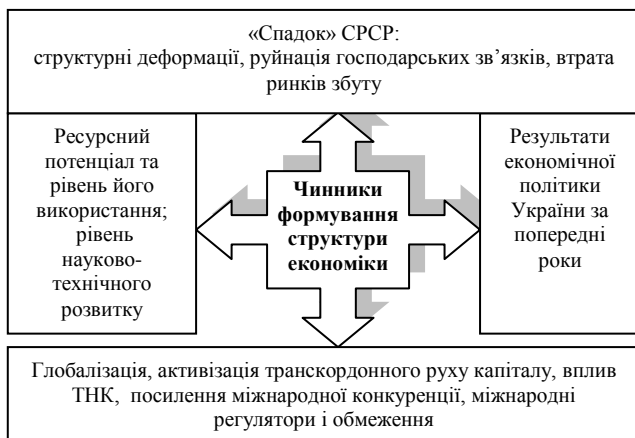 «Спадок» СРСР:
структурні деформації, руйнація господарських зв’язків, втрата
ринків збуту
Ресурсний
потенціал та
рівень його
використання;
рівень
науково-
технічного
розвитку
Чинники
формування
структури
економіки
Результати
економічної
політики
України за
попередні
роки
Глобалізація, активізація транскордонного руху капіталу, вплив
ТНК, посилення міжнародної конкуренції, міжнародні
регулятори і обмеження